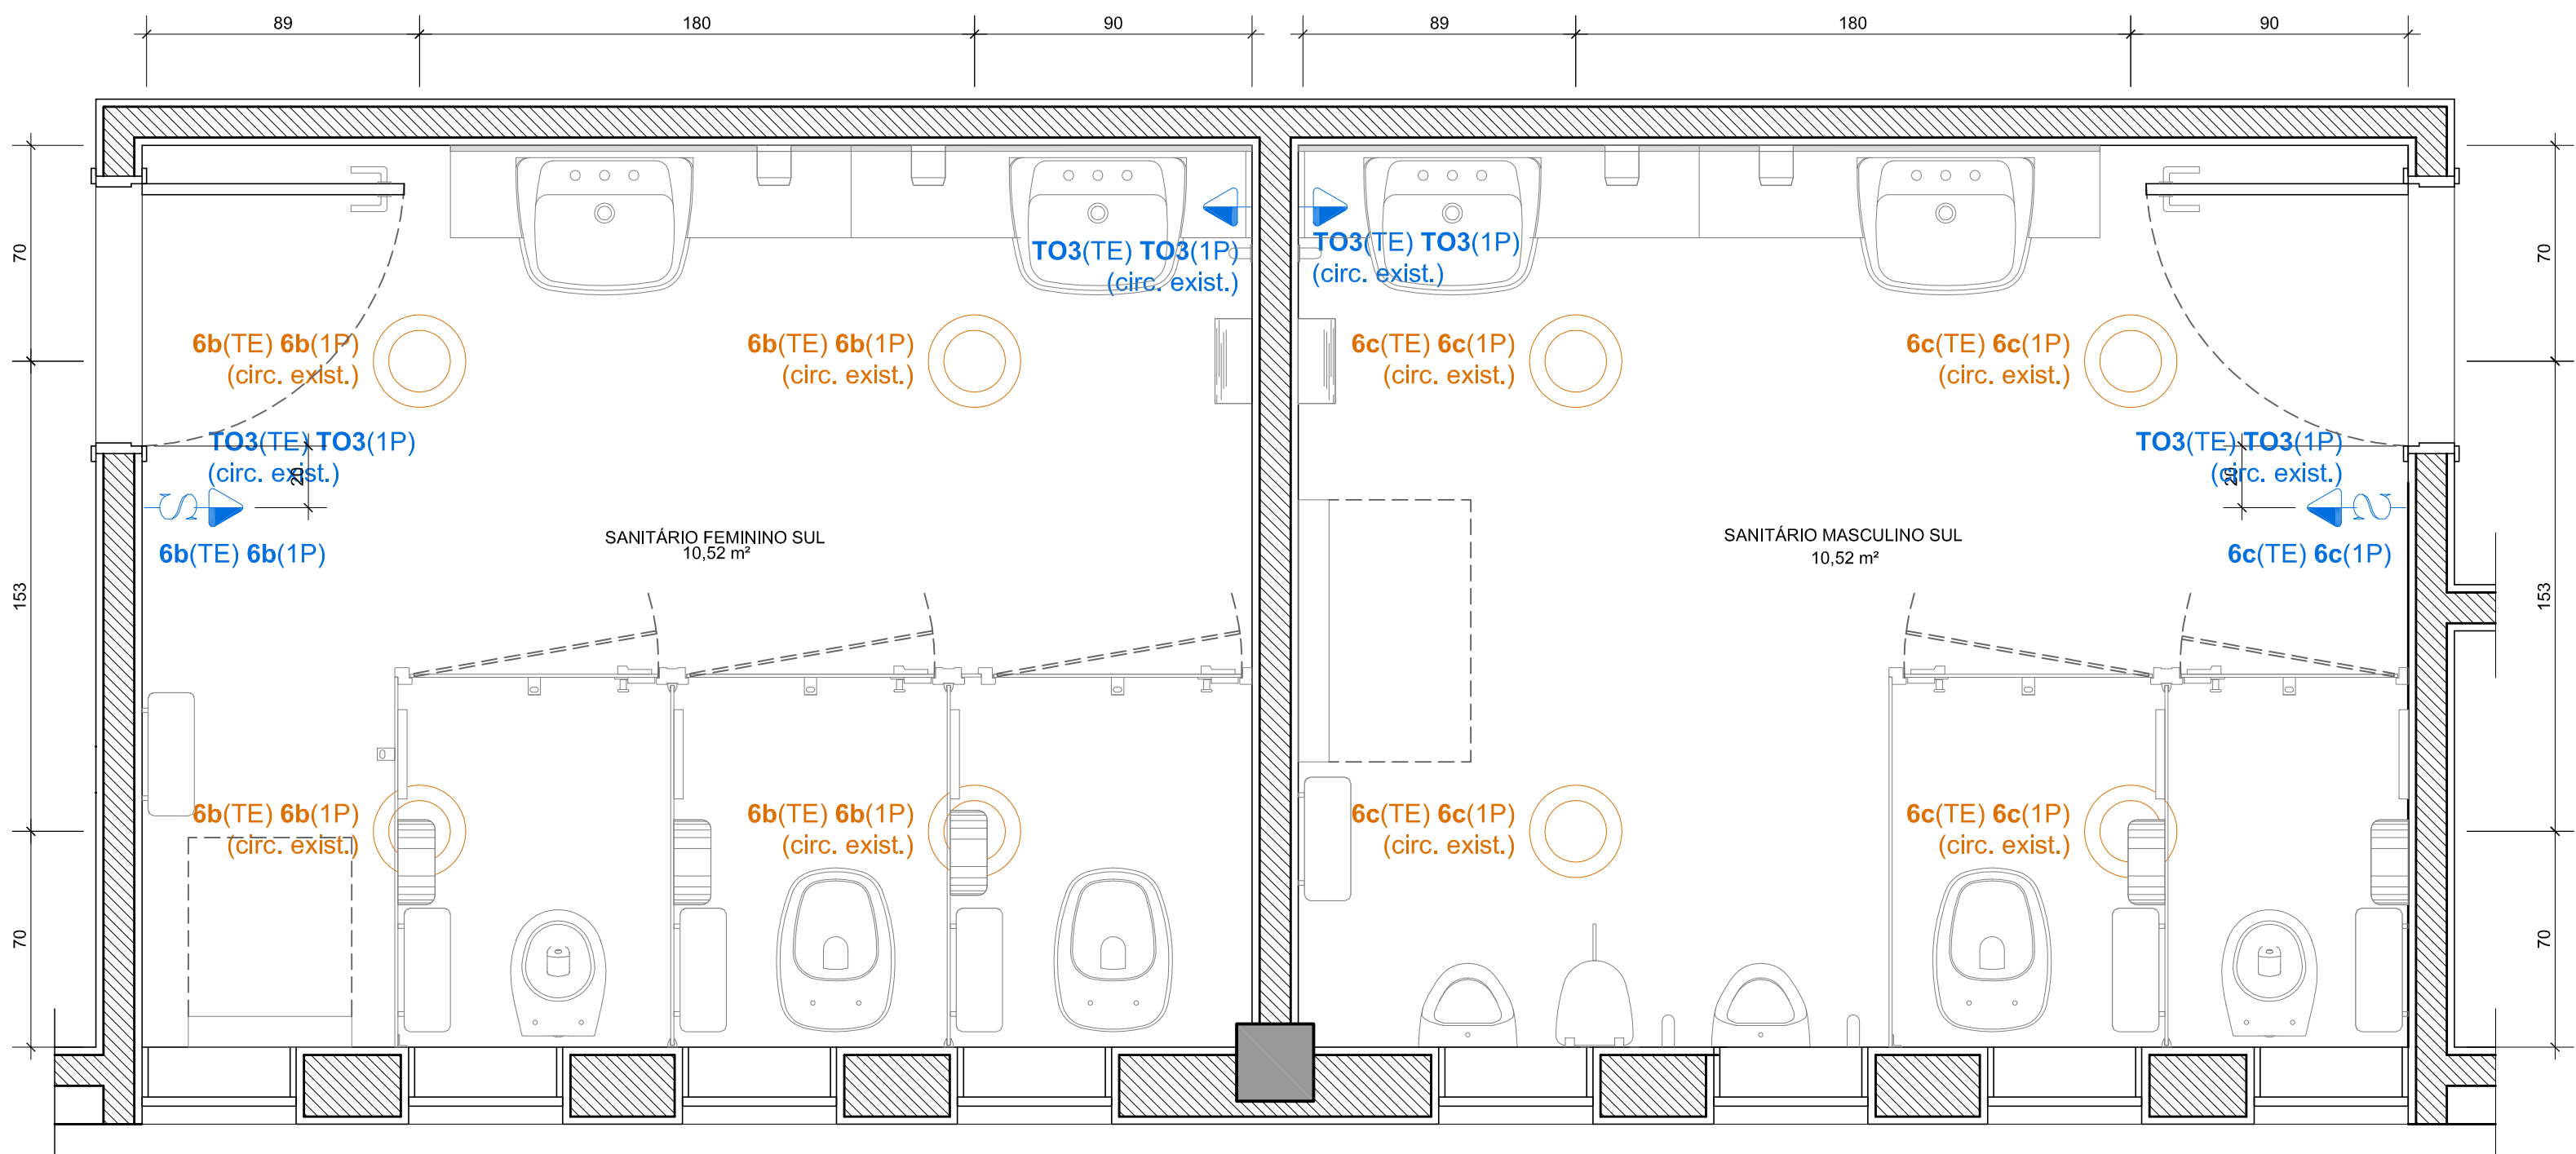 89 180 90 89 180 90
70 70
TO3(TE) TO3(1P)
(circ. exist.)
TO3(TE) TO3(1P)
(circ. exist.)
6b(TE) 6b(1P)
(circ. exist.)
6b(TE) 6b(1P)
(circ. exist.)
6c(TE) 6c(1P)
(circ. exist.)
6c(TE) 6c(1P)
(circ. exist.)
TO3(TE) TO3(1P)
(circ. exist.)
20
S
6b(TE) 6b(1P)
TO3(TE) TO3(1P)
(circ. exist.)
20
2
6c(TE) 6c(1P)
SANITÁRIO FEMININO SUL
10,52 m²
SANITÁRIO MASCULINO SUL
10,52 m²
153 153
6b(TE) 6b(1P)
(circ. exist.)
6b(TE) 6b(1P)
(circ. exist.)
6c(TE) 6c(1P)
(circ. exist.)
6c(TE) 6c(1P)
(circ. exist.)
70 70